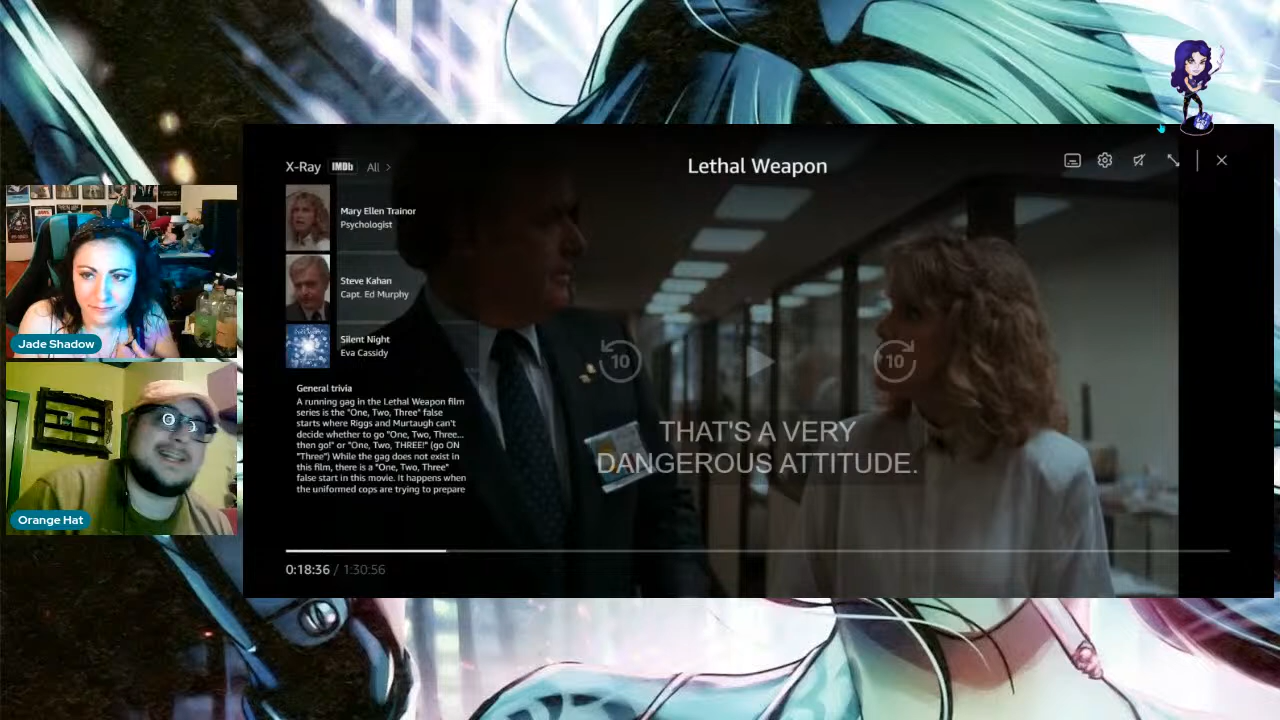 X-Ray IMDb All >
Lethal Weapon
Mary Ellen Trainor
Psychologist
Steve Kahan
Capt. Ed Murphy
Silent Night
Eva Cassidy
General trivia
A running gag in the Lethal Weapon film
series is the "One, Two, Three" false
starts where Riggs and Murtaugh can't
decide whether to go "One, Two, Three...
then go!" or "One, Two, THREE!" (go ON
"Three") While the gag does not exist in
this film, there is a "One, Two, Three"
false start in this movie. It happens when
the uniformed cops are trying to prepare
10
10
THAT'S A VERY
DANGEROUS ATTITUDE.
0:18:36 / 1:30:56
Jade Shadow
Orange Hat